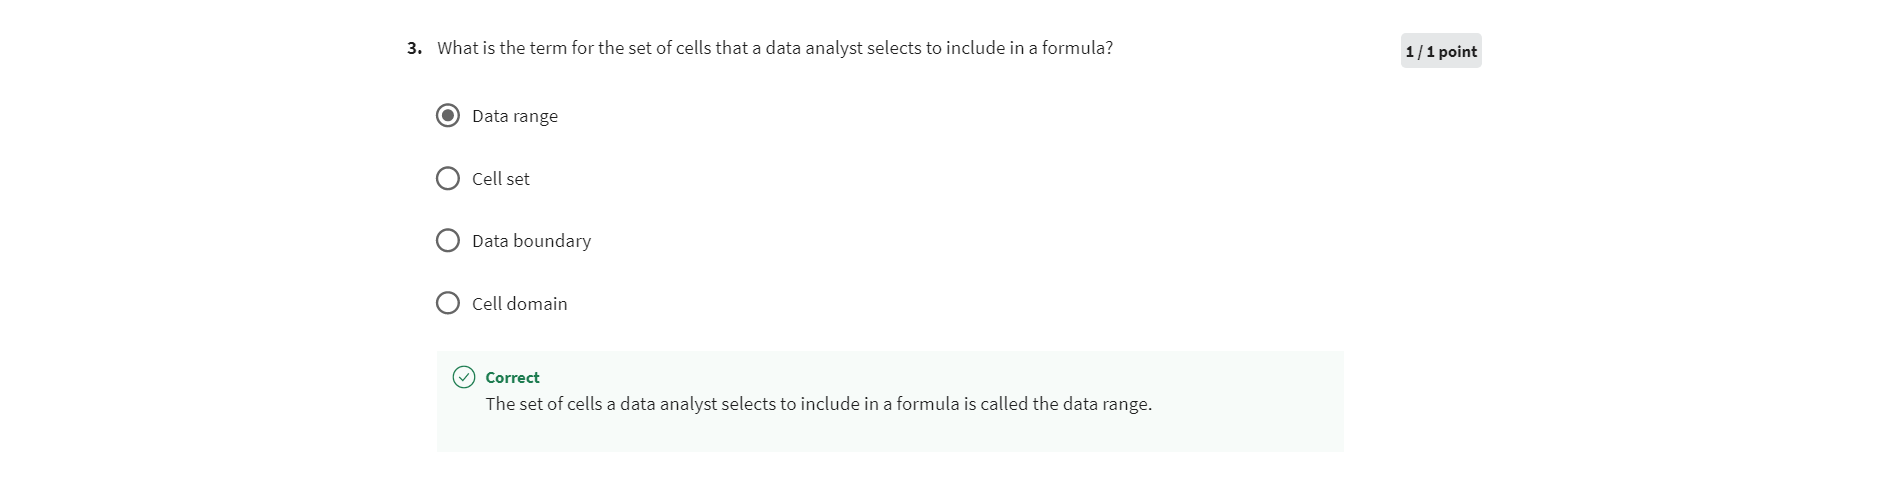 3. What is the term for the set of cells that a data analyst selects to include in a formula?
1 / 1 point
Data range
Cell set
Data boundary
Cell domain
Correct
The set of cells a data analyst selects to include in a formula is called the data range.